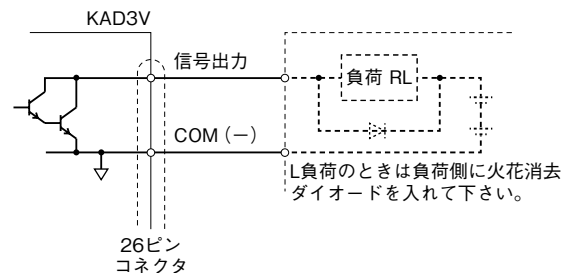 KAD3V
信号出力
負荷 RL
COM（－）
L負荷のときは負荷側に火花消去
ダイオードを入れて下さい。
26ピン
コネクタ